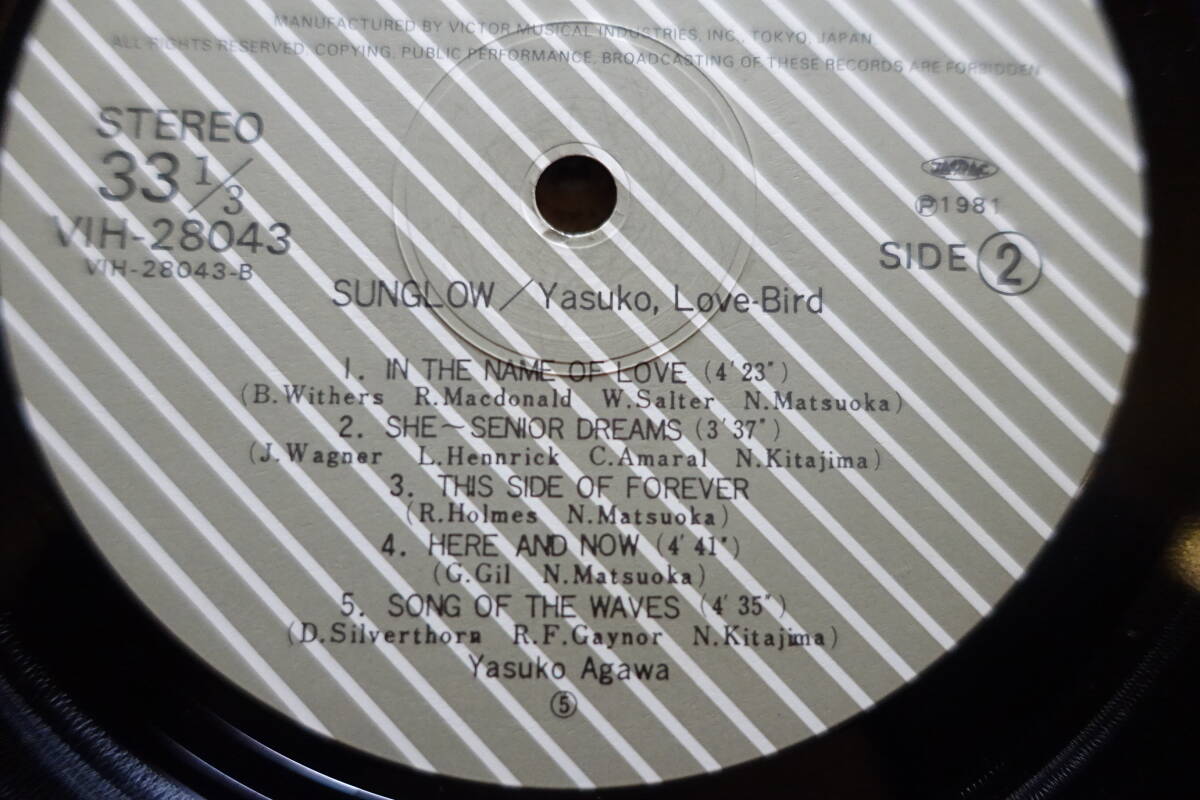 MANUFACTURED BY VICTOR MUSICAL INDUSTRIES, INC., TOKYO, JAPAN
ALL RIGHTS RESERVED. COPYING, PUBLIC PERFORMANCE, BROADCASTING OF THESE RECORDS ARE FORBIDDEN
STEREO
33 1/3
VIH-28043
VIH-28043-B
JASRAC
Ⓟ1981
SIDE 2
SUNGLOW/Yasuko, Love-Bird
1. IN THE NAME OF LOVE (4'23")
(B.Withers R.Macdonald W.Salter N.Matsuoka)
2. SHE~SENIOR DREAMS (3'37")
(J.Wagner L.Hennrick C.Amaral N.Kitajima)
3. THIS SIDE OF FOREVER
(R.Holmes N.Matsuoka)
4. HERE AND NOW (4'41")
(G.Gil N.Matsuoka)
5. SONG OF THE WAVES (4'35")
(D.Silverthorn R.F.Gaynor N.Kitajima)
Yasuko Agawa
⑤